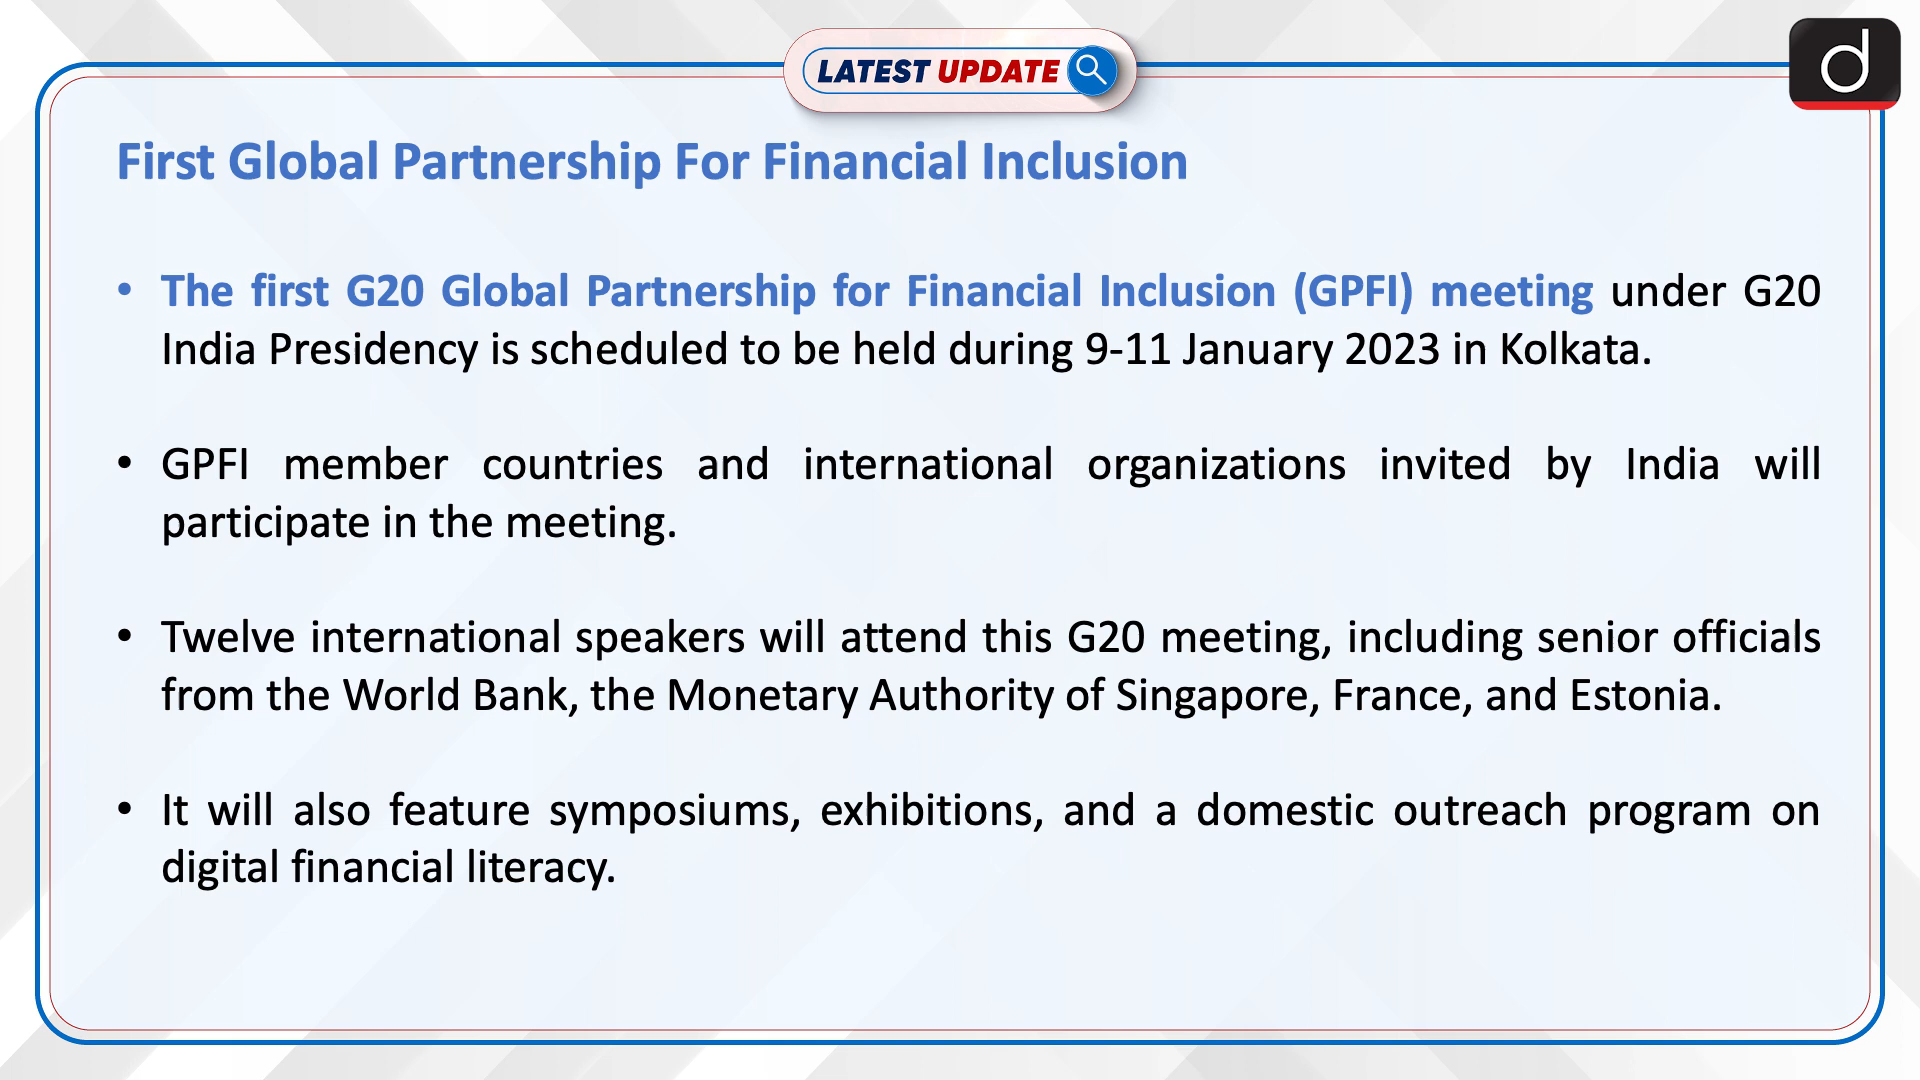 LATEST UPDATE
d
First Global Partnership For Financial Inclusion
• The first G20 Global Partnership for Financial Inclusion (GPFI) meeting under G20
India Presidency is scheduled to be held during 9-11 January 2023 in Kolkata.
• GPFI member countries and international organizations invited by India will
participate in the meeting.
• Twelve international speakers will attend this G20 meeting, including senior officials
from the World Bank, the Monetary Authority of Singapore, France, and Estonia.
• It will also feature symposiums, exhibitions, and a domestic outreach program on
digital financial literacy.